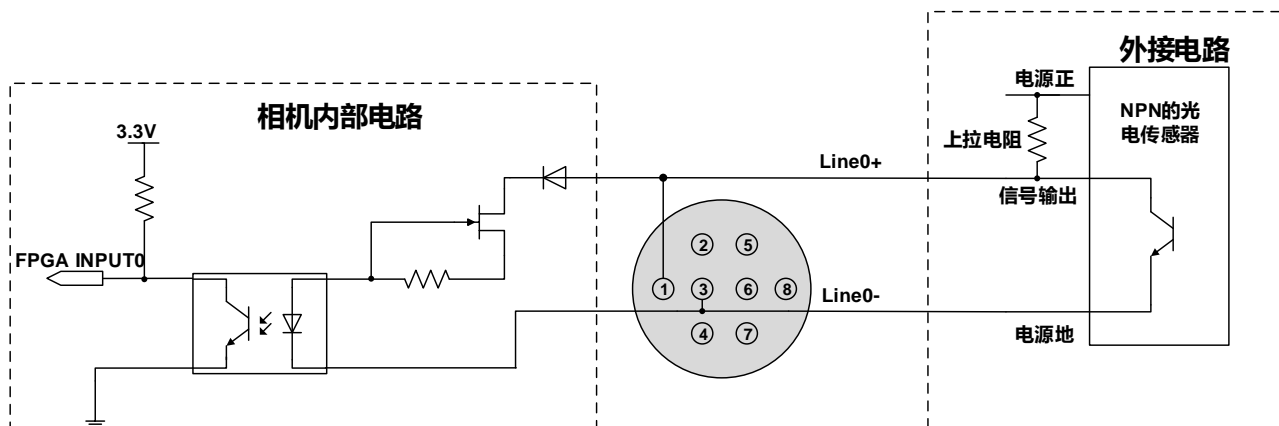 外接电路
电源正
NPN的光
电传感器
相机内部电路
3.3V
上拉电阻
Line0+
信号输出
FPGA INPUT0
2
5
1
3
6
8
Line0-
4
7
电源地